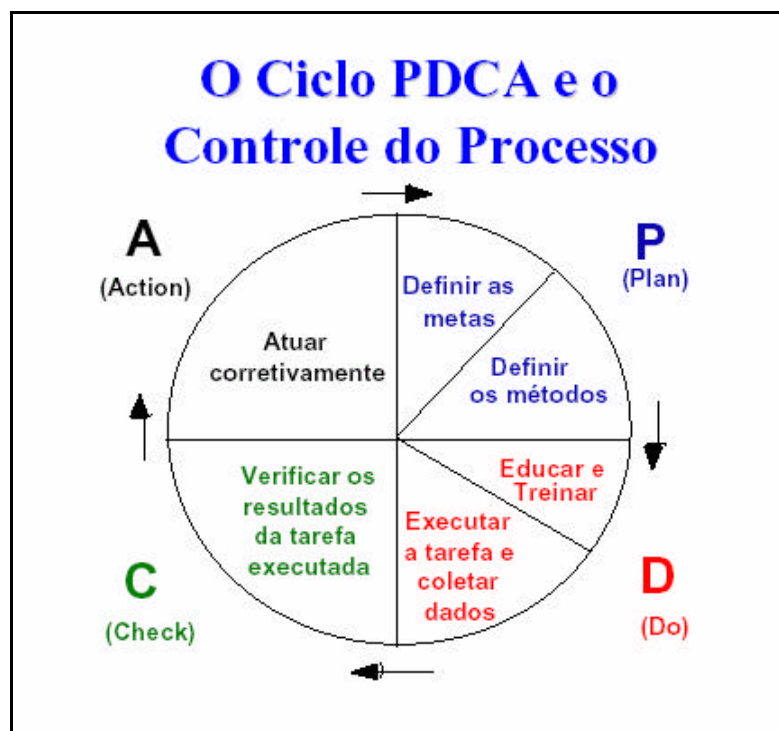 O Ciclo PDCA e o
Controle do Processo
A
(Action)
P
(Plan)
Definir as
metas
Definir
os métodos
Atuar
corretivamente
Educar e
Treinar
Executar
a tarefa e
coletar
dados
D
(Do)
Verificar os
resultados
da tarefa
executada
C
(Check)